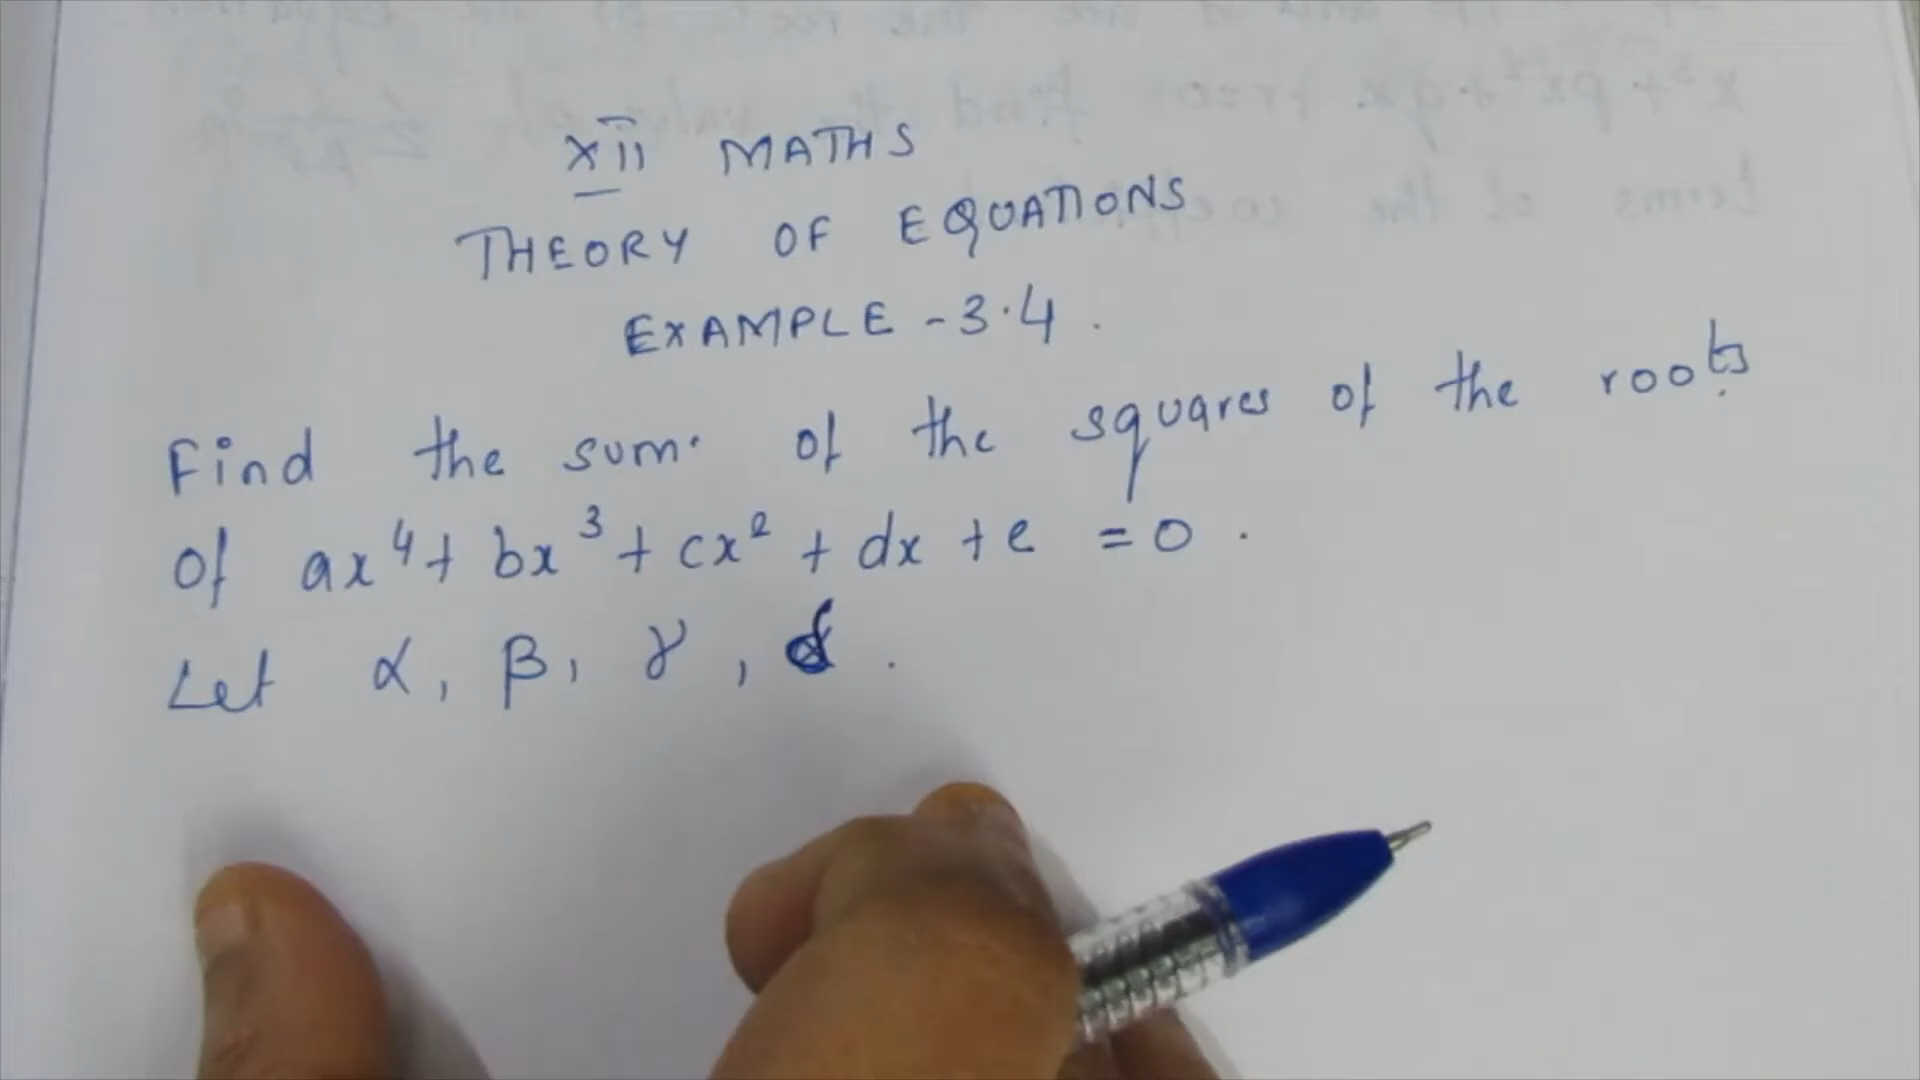 XII MATHS
THEORY OF EQUATIONS
EXAMPLE - 3.4.
Find the sum of the squares of the roots
of ax⁴ + bx³ + cx² + dx + e = 0.
Let α, β, γ, δ.